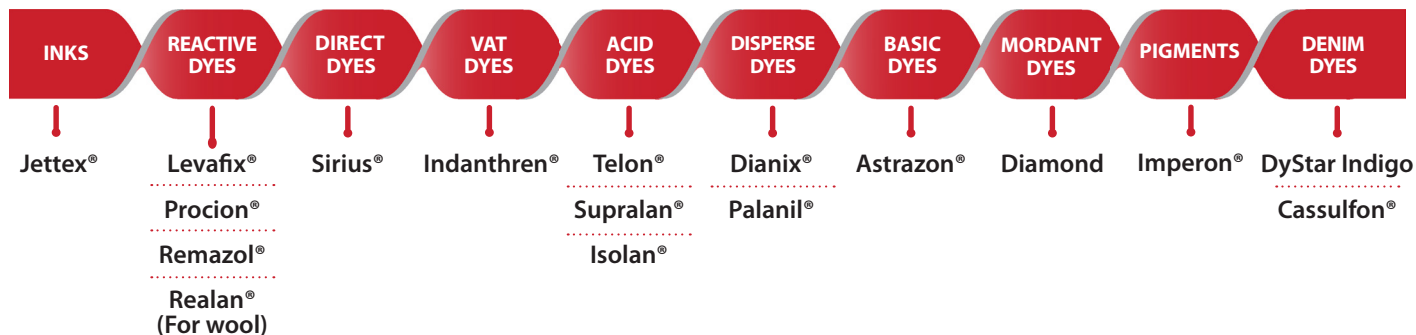 INKS
REACTIVE
DYES
DIRECT
DYES
VAT
DYES
ACID
DYES
DISPERSE
DYES
BASIC
DYES
MORDANT
DYES
PIGMENTS
DENIM
DYES
Jettex®
Levafix®
Procion®
Remazol®
Realan®
(For wool)
Sirius®
Indanthren®
Telon®
Supralan®
Isolan®
Dianix®
Palanil®
Astrazon®
Diamond
Imperon®
DyStar Indigo
Cassulfon®